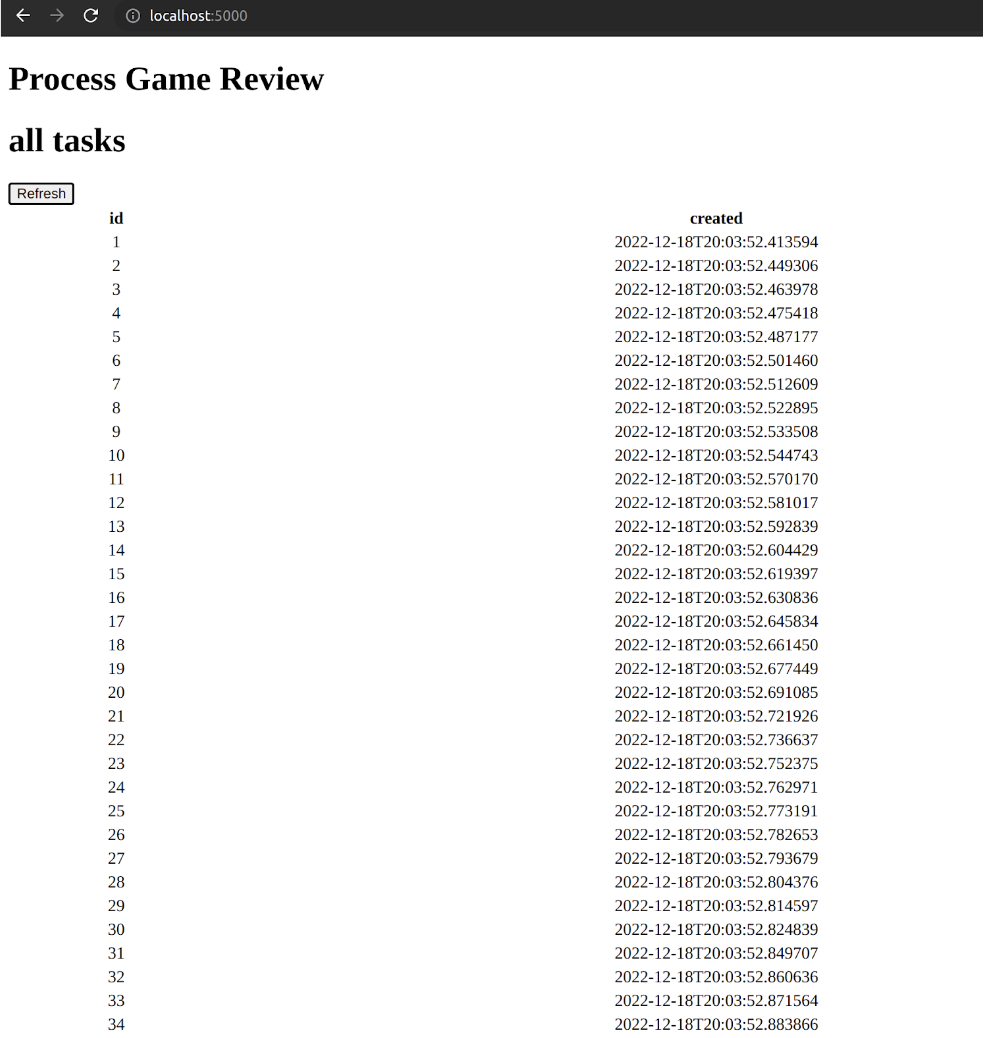 localhost:5000
Process Game Review
all tasks
Refresh
id created
1 2022-12-18T20:03:52.413594
2 2022-12-18T20:03:52.449306
3 2022-12-18T20:03:52.463978
4 2022-12-18T20:03:52.475418
5 2022-12-18T20:03:52.487177
6 2022-12-18T20:03:52.501460
7 2022-12-18T20:03:52.512609
8 2022-12-18T20:03:52.522895
9 2022-12-18T20:03:52.533508
10 2022-12-18T20:03:52.544743
11 2022-12-18T20:03:52.570170
12 2022-12-18T20:03:52.581017
13 2022-12-18T20:03:52.592839
14 2022-12-18T20:03:52.604429
15 2022-12-18T20:03:52.619397
16 2022-12-18T20:03:52.630836
17 2022-12-18T20:03:52.645834
18 2022-12-18T20:03:52.661450
19 2022-12-18T20:03:52.677449
20 2022-12-18T20:03:52.691085
21 2022-12-18T20:03:52.721926
22 2022-12-18T20:03:52.736637
23 2022-12-18T20:03:52.752375
24 2022-12-18T20:03:52.762971
25 2022-12-18T20:03:52.773191
26 2022-12-18T20:03:52.782653
27 2022-12-18T20:03:52.793679
28 2022-12-18T20:03:52.804376
29 2022-12-18T20:03:52.814597
30 2022-12-18T20:03:52.824839
31 2022-12-18T20:03:52.849707
32 2022-12-18T20:03:52.860636
33 2022-12-18T20:03:52.871564
34 2022-12-18T20:03:52.883866